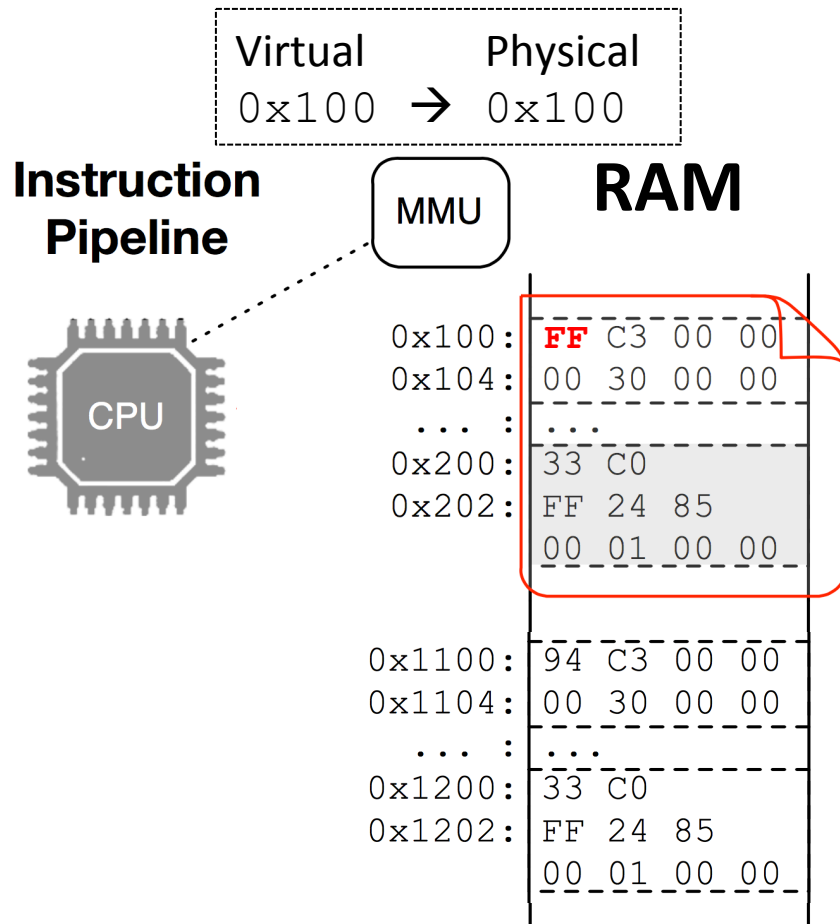 Virtual Physical
0x100 → 0x100
Instruction
Pipeline
MMU
RAM
CPU
0x100: FF C3 00 00
0x104: 00 30 00 00
... : ...
0x200: 33 C0
0x202: FF 24 85
00 01 00 00
0x1100: 94 C3 00 00
0x1104: 00 30 00 00
... : ...
0x1200: 33 C0
0x1202: FF 24 85
00 01 00 00